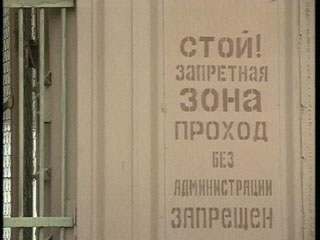 СТОЙ!
ЗАПРЕТНАЯ
ЗОНА
ПРОХОД
БЕЗ
АДМИНИСТРАЦИИ
ЗАПРЕЩЕН